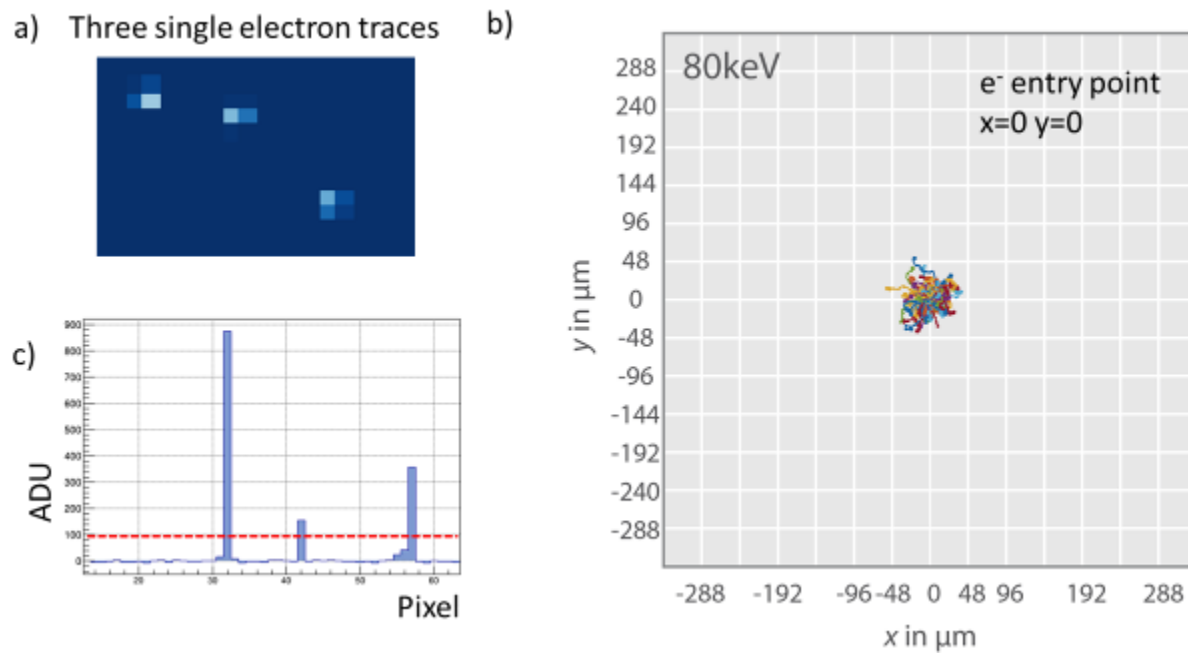 a) Three single electron traces
b)
80keV
e⁻ entry point
x=0 y=0
288
240
192
144
96
48
0
-48
-96
-144
-192
-240
-288
y in µm
-288 -192 -96 -48 0 48 96 192 288
x in µm
c)
900
800
700
600
500
400
300
200
100
0
ADU
20 30 40 50 60
Pixel